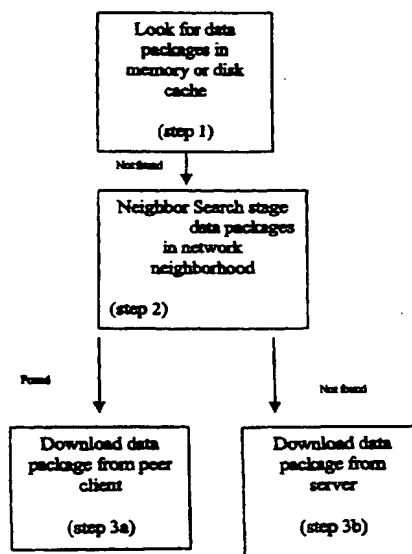 Look for data
packages in
memory or disk
cache
(step 1)
Not found
Neighbor Search stage
data packages
in network
neighborhood
(step 2)
Found
Not found
Download data
package from peer
client
(step 3a)
Download data
package from
server
(step 3b)